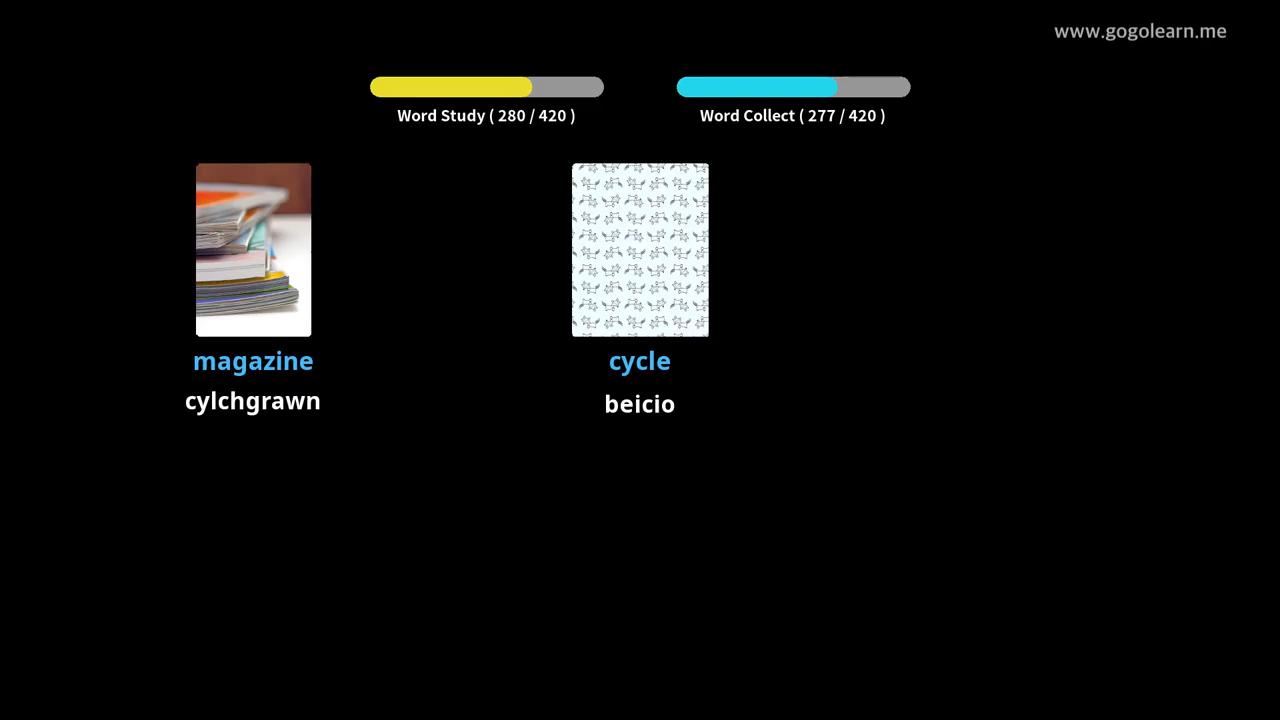 www.gogolearn.me
Word Study ( 280 / 420 )
Word Collect ( 277 / 420 )
magazine
cylchgrawn
cycle
beicio